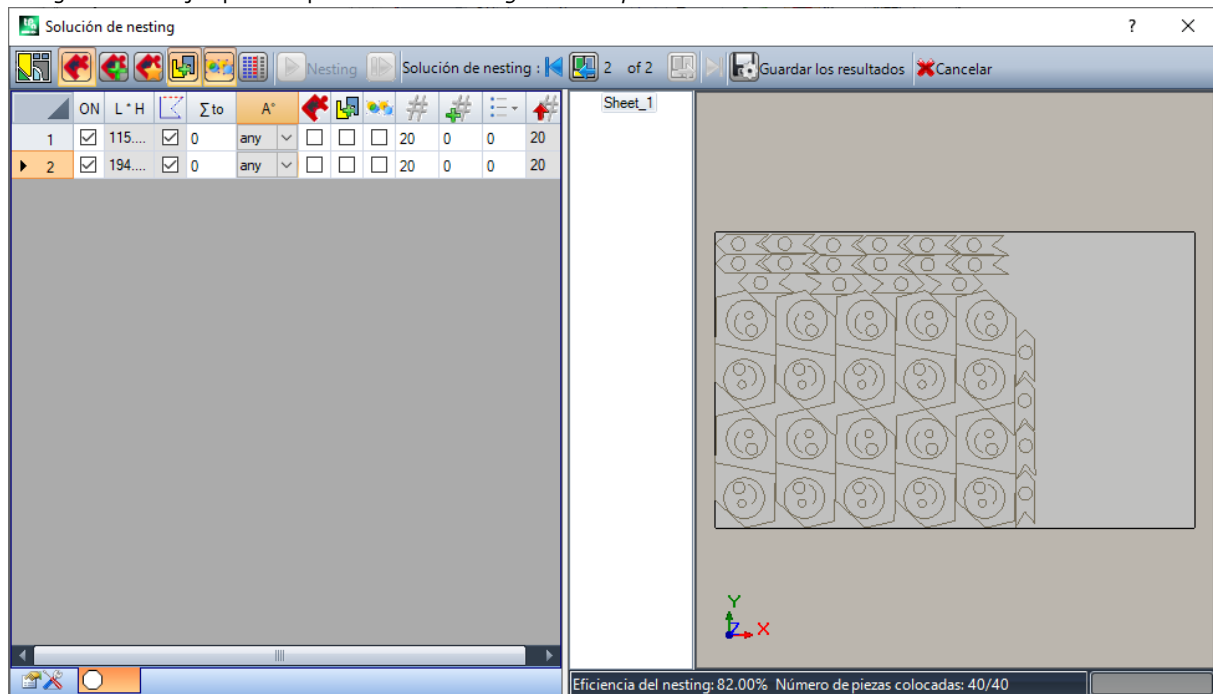 Solución de nesting ? ×
Nesting Solución de nesting : 2 of 2 Guardar los resultados Cancelar
ON L*H Σto A° # #
1 115.... 0 any 20 0 0 20
2 194.... 0 any 20 0 0 20
Sheet_1
Y
Z X
Eficiencia del nesting: 82.00% Número de piezas colocadas: 40/40